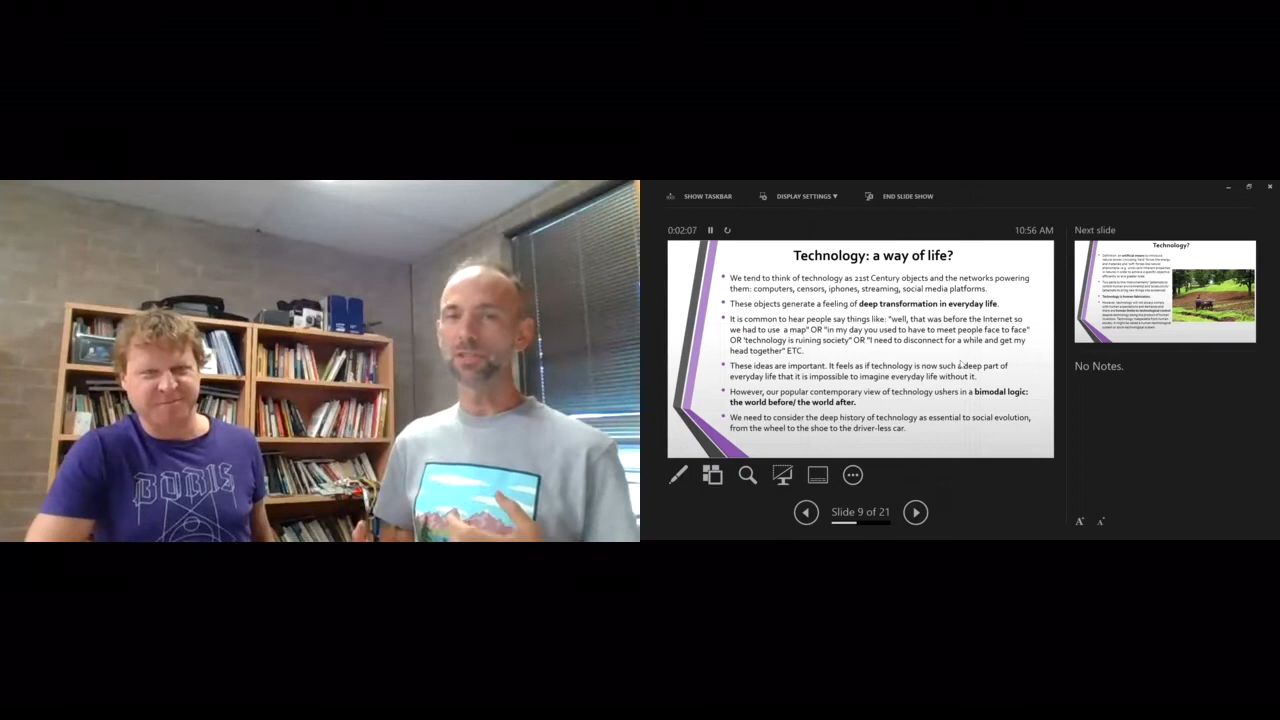 BODIS
SHOW TASKBAR
DISPLAY SETTINGS ▼
END SLIDE SHOW
0:02:07
10:56 AM
Technology: a way of life?
• We tend to think of technology as 21st Century objects and the networks powering
them: computers, censors, iphones, streaming, social media platforms.
• These objects generate a feeling of deep transformation in everyday life.
• It is common to hear people say things like: "well, that was before the Internet so
we had to use a map" OR "in my day you used to have to meet people face to face"
OR 'technology is ruining society" OR "I need to disconnect for a while and get my
head together" ETC.
• These ideas are important. It feels as if technology is now such a deep part of
everyday life that it is impossible to imagine everyday life without it.
• However, our popular contemporary view of technology ushers in a bimodal logic:
the world before/ the world after.
• We need to consider the deep history of technology as essential to social evolution,
from the wheel to the shoe to the driver-less car.
Slide 9 of 21
Next slide
Technology?
No Notes.
A A